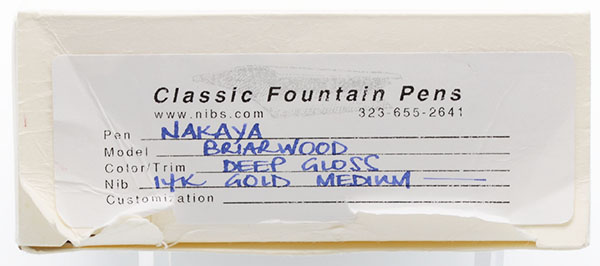 Classic Fountain Pens
www.nibs.com 323-655-2641
Pen NAKAYA
Model BRIARWOOD
Color/Trim DEEP GLOSS
Nib 14K GOLD MEDIUM
Customization